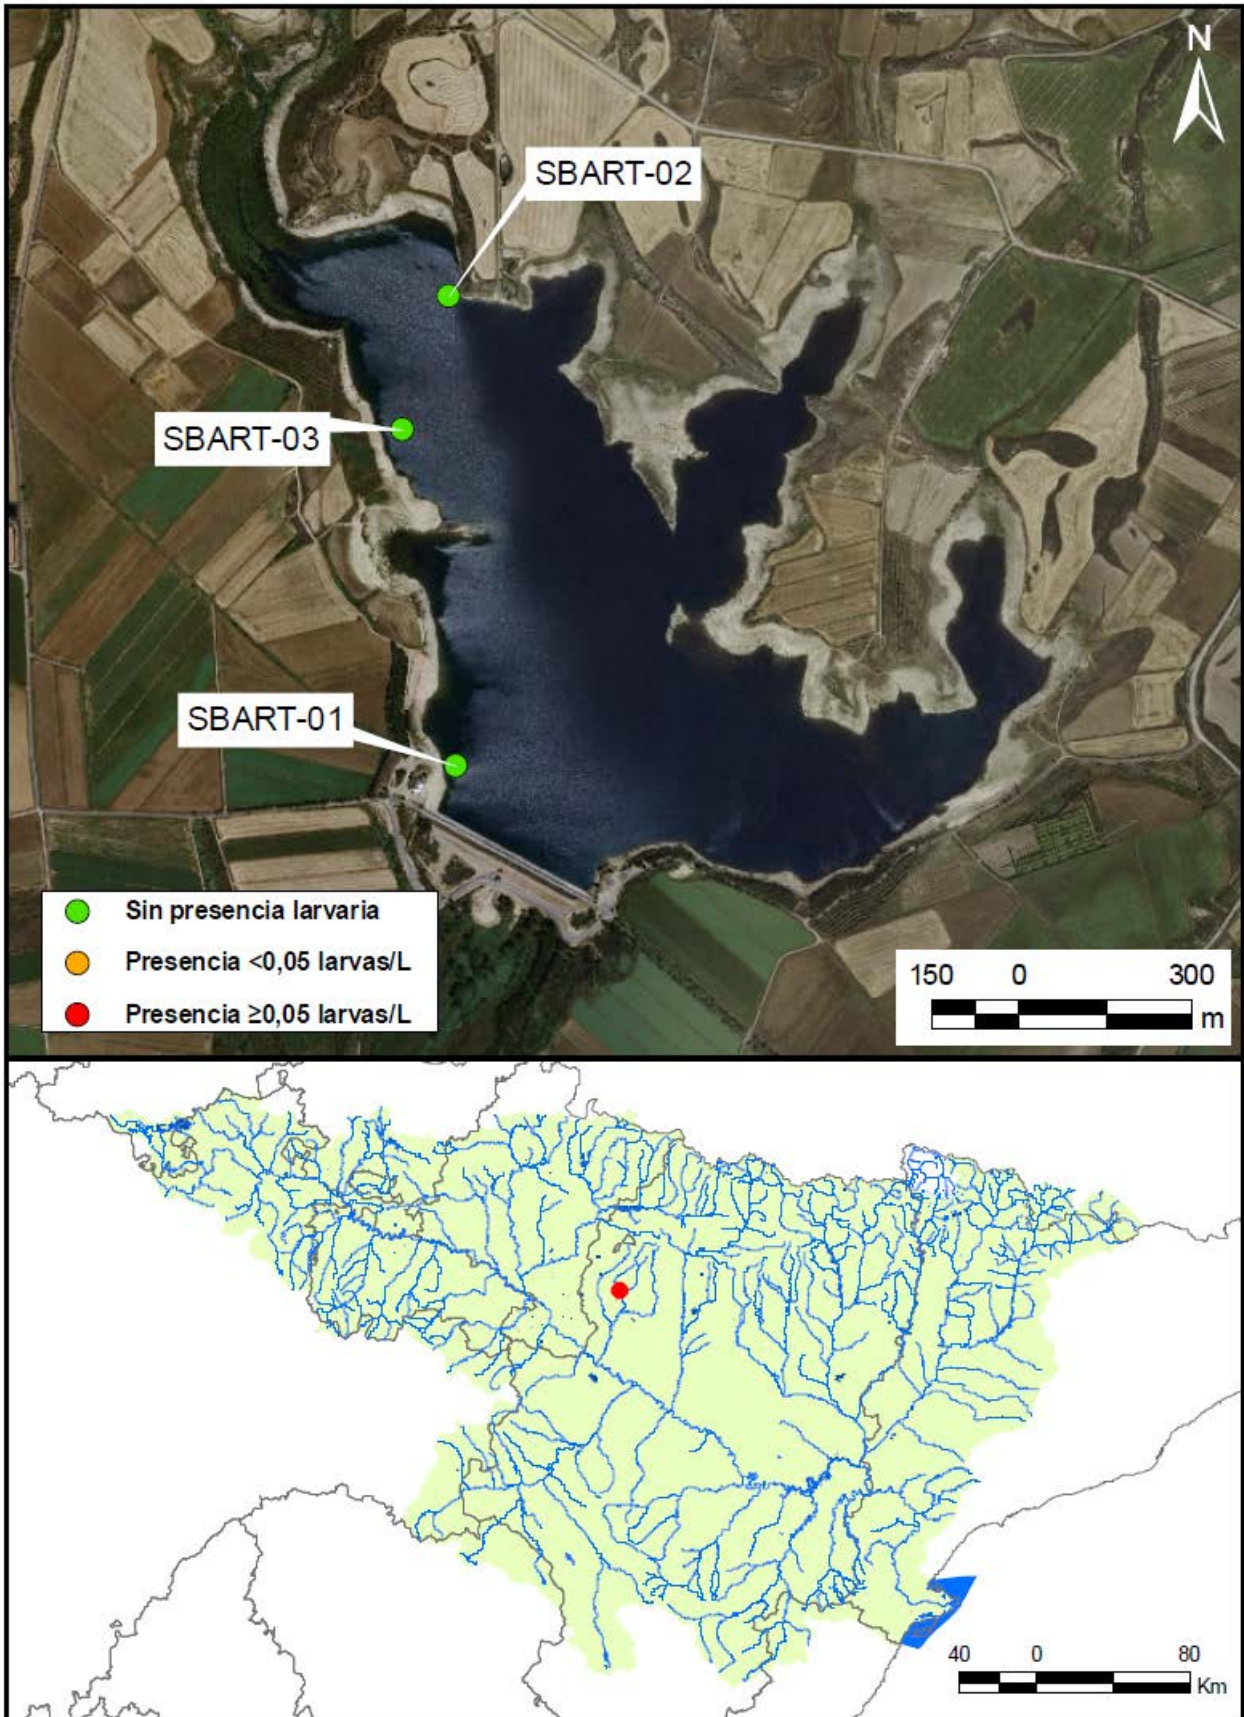 N
SBART-02
SBART-03
SBART-01
Sin presencia larvaria
Presencia <0,05 larvas/L
Presencia ≥0,05 larvas/L
150 0 300
m
40 0 80
Km